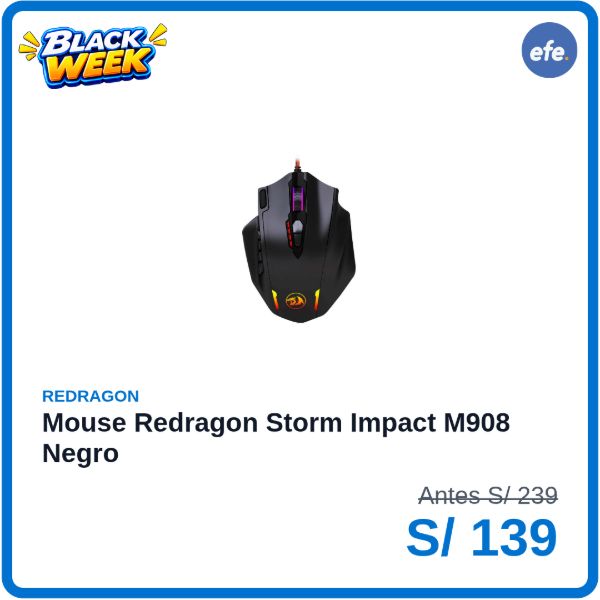 BLACK
WEEK
efe.
REDRAGON
Mouse Redragon Storm Impact M908
Negro
Antes S/ 239
S/ 139